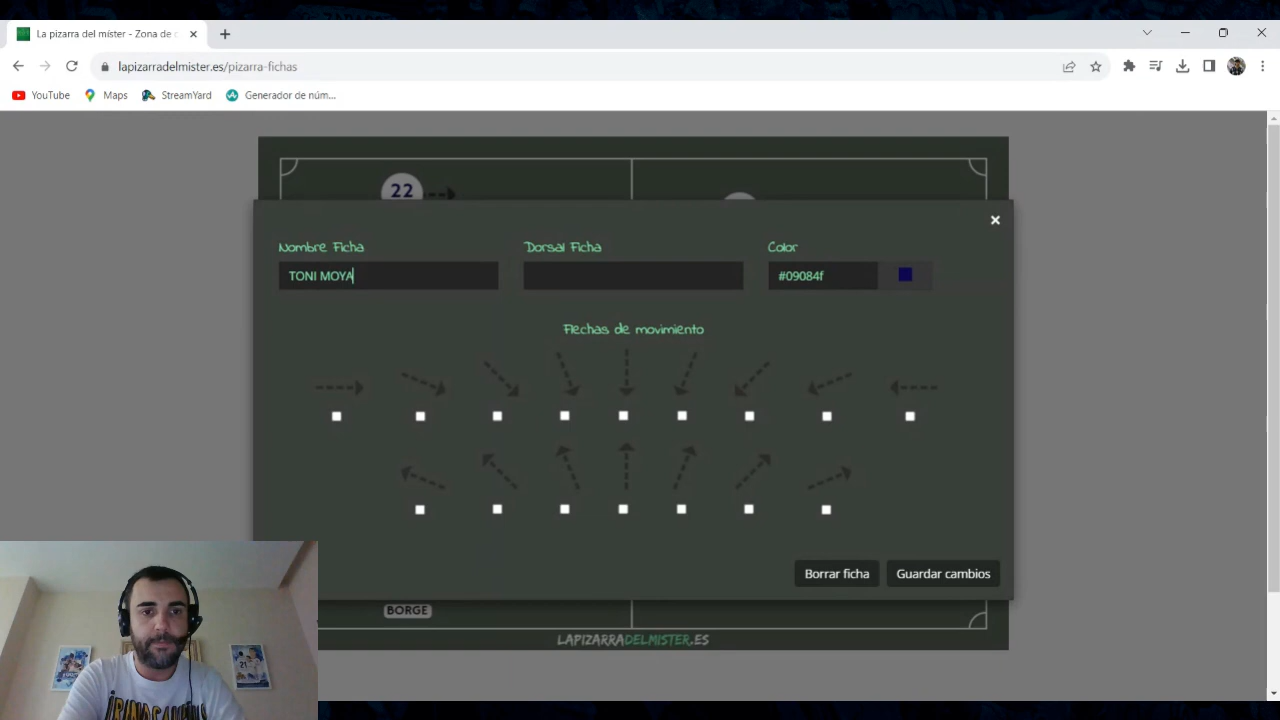 La pizarra del míster - Zona de
lapizarradelmister.es/pizarra-fichas
YouTube
Maps
StreamYard
Generador de núm...
22
Nombre Ficha
Dorsal Ficha
Color
TONI MOYA
#09084f
Flechas de movimiento
Borrar ficha
Guardar cambios
BORGE
LAPIZARRADELMISTER.ES